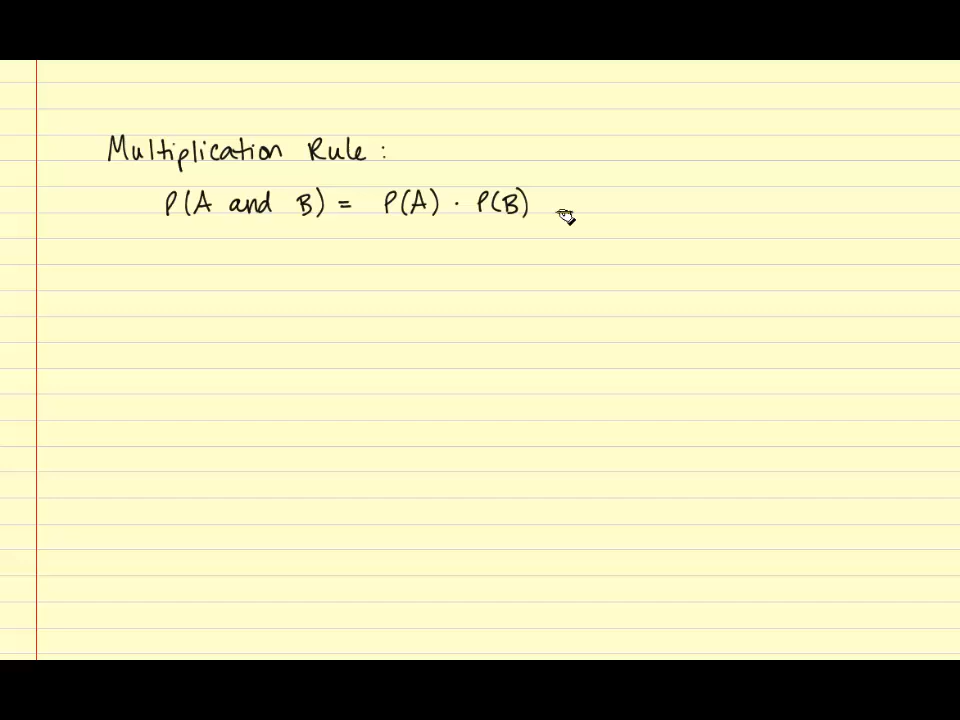 Multiplication Rule:
P(A and B) = P(A) · P(B)